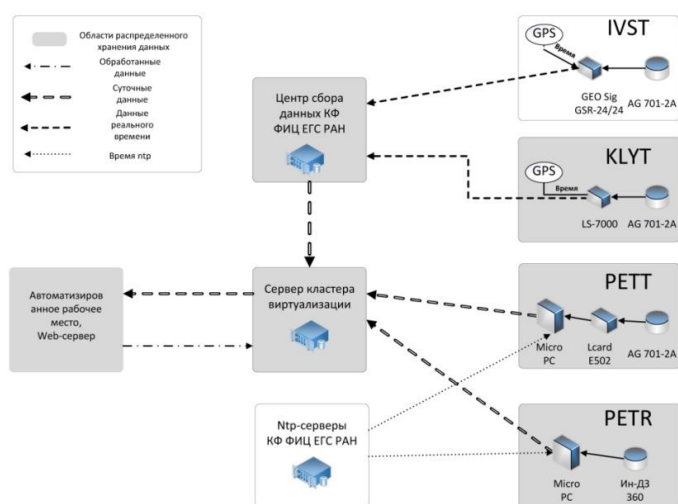 Области распределенного
хранения данных
Обработанные
данные
Суточные
данные
Данные
реального
времени
Время ntp
Центр сбора
данных КФ
ФИЦ ЕГС РАН
IVST
GPS
Время
GEO Sig
GSR-24/24
AG 701-2A
KLYT
GPS
Время
LS-7000
AG 701-2A
Автоматизиров
анное рабочее
место,
Web-сервер
Сервер кластера
виртуализации
PETT
Micro
PC
Lcard
E502
AG 701-2A
Ntp-серверы
КФ ФИЦ ЕГС РАН
PETR
Micro
PC
Ин-ДЗ
360